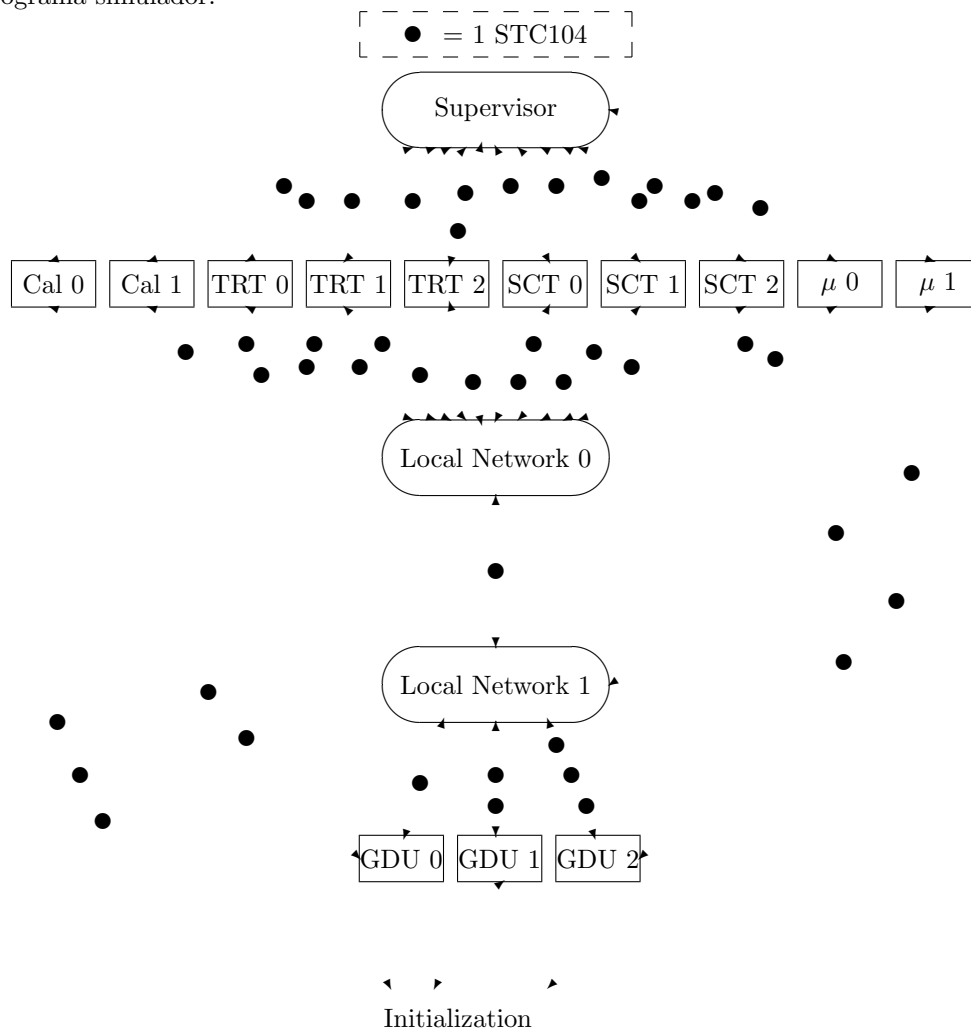 ograma simulador.
= 1 STC104
Supervisor
Cal 0 Cal 1 TRT 0 TRT 1 TRT 2 SCT 0 SCT 1 SCT 2 μ 0 μ 1
Local Network 0
Local Network 1
GDU 0 GDU 1 GDU 2
Initialization